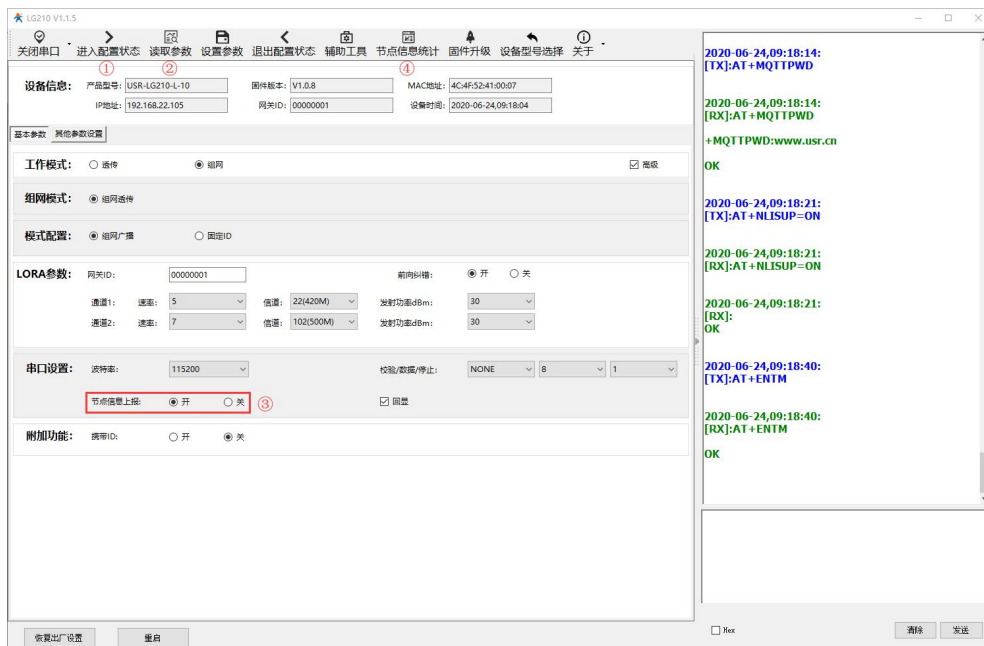 LG210 V1.1.5
关闭串口 进入配置状态 读取参数 设置参数 退出配置状态 辅助工具 节点信息统计 固件升级 设备型号选择 关于
① ② ④
设备信息: 产品型号: USR-LG210-L-10 固件版本: V1.0.8 MAC地址: 4C:4F:52:41:00:07
IP地址: 192.168.22.105 网关ID: 00000001 设备时间: 2020-06-24,09:18:04
基本参数 其他参数设置
工作模式: 透传 组网 高级
组网模式: 组网透传
模式配置: 组网广播 固定ID
LORA参数: 网关ID: 00000001 前向纠错: 开 关
通道1: 速率: 5 信道: 22(420M) 发射功率dBm: 30
通道2: 速率: 7 信道: 102(500M) 发射功率dBm: 30
串口设置: 波特率: 115200 校验/数据/停止: NONE 8 1
节点信息上报: 开 关 ③ 回显
附加功能: 携带ID: 开 关
恢复出厂设置 重启
2020-06-24,09:18:14:
[TX]:AT+MQTTPWD
2020-06-24,09:18:14:
[RX]:AT+MQTTPWD
+MQTTPWD:www.usr.cn
OK
2020-06-24,09:18:21:
[TX]:AT+NLISUP=ON
2020-06-24,09:18:21:
[RX]:AT+NLISUP=ON
2020-06-24,09:18:21:
[RX]:
OK
2020-06-24,09:18:40:
[TX]:AT+ENTM
2020-06-24,09:18:40:
[RX]:AT+ENTM
OK
Hex 清除 发送